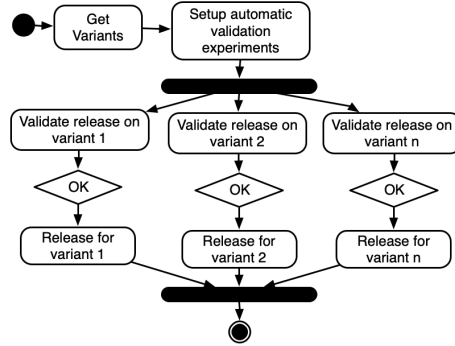 Get
Variants
Setup automatic
validation
experiments
Validate release on
variant 1
Validate release on
variant 2
Validate release on
variant n
OK
OK
OK
Release for
variant 1
Release for
variant 2
Release for
variant n